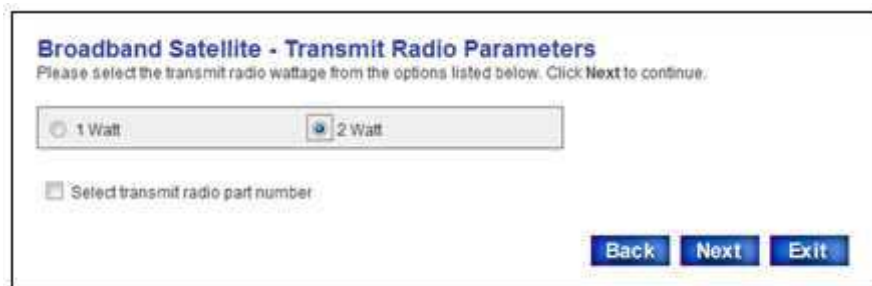 Broadband Satellite - Transmit Radio Parameters
Please select the transmit radio wattage from the options listed below. Click Next to continue.
1 Watt 2 Watt
Select transmit radio part number
Back Next Exit